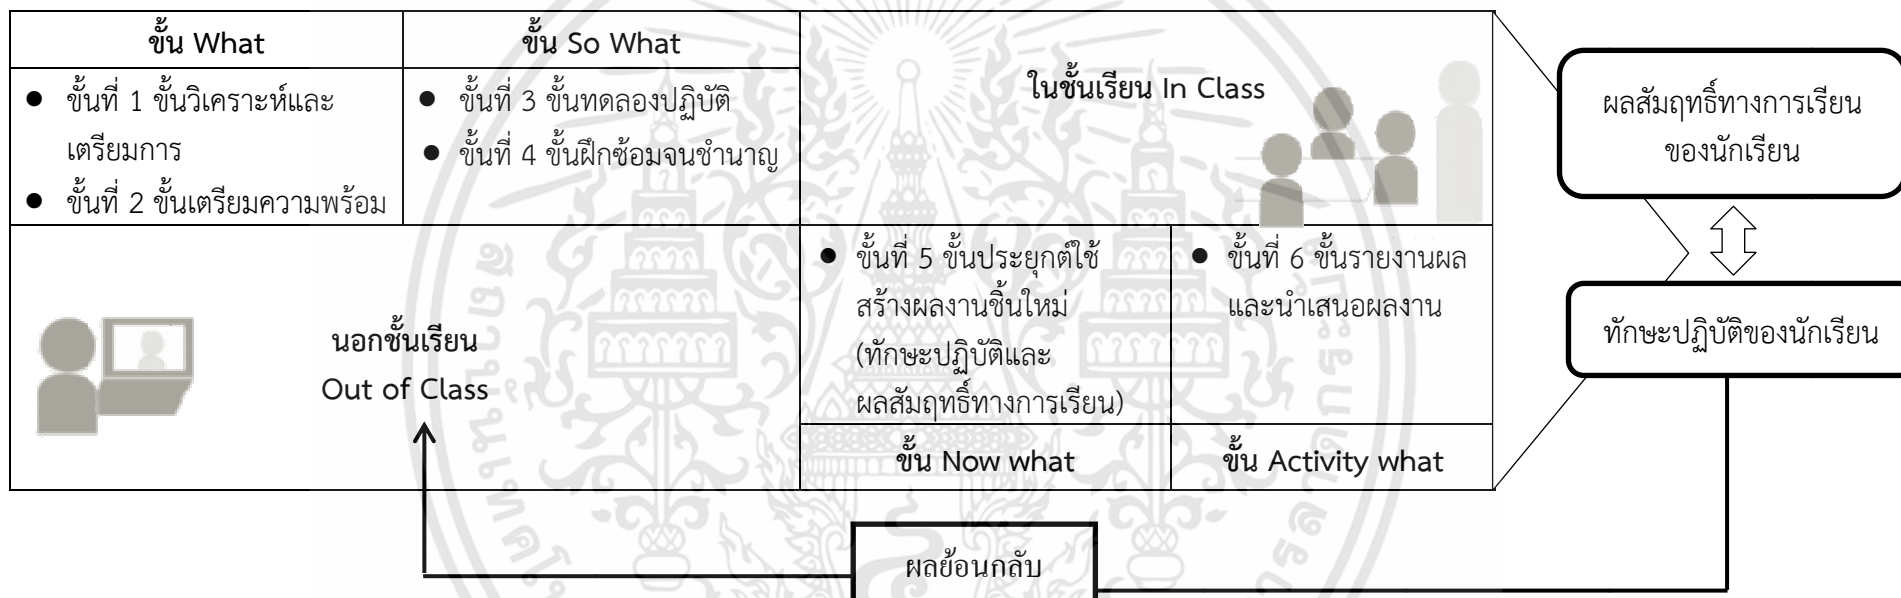 ขั้น What
ขั้น So What
● ขั้นที่ 1 ขั้นวิเคราะห์และ
เตรียมการ
● ขั้นที่ 2 ขั้นเตรียมความพร้อม
● ขั้นที่ 3 ขั้นทดลองปฏิบัติ
● ขั้นที่ 4 ขั้นฝึกซ้อมจนชำนาญ
ในชั้นเรียน In Class
นอกชั้นเรียน
Out of Class
● ขั้นที่ 5 ขั้นประยุกต์ใช้
สร้างผลงานชิ้นใหม่
(ทักษะปฏิบัติและ
ผลสัมฤทธิ์ทางการเรียน)
● ขั้นที่ 6 ขั้นรายงานผล
และนำเสนอผลงาน
ขั้น Now what
ขั้น Activity what
ผลสัมฤทธิ์ทางการเรียน
ของนักเรียน
ทักษะปฏิบัติของนักเรียน
ผลย้อนกลับ